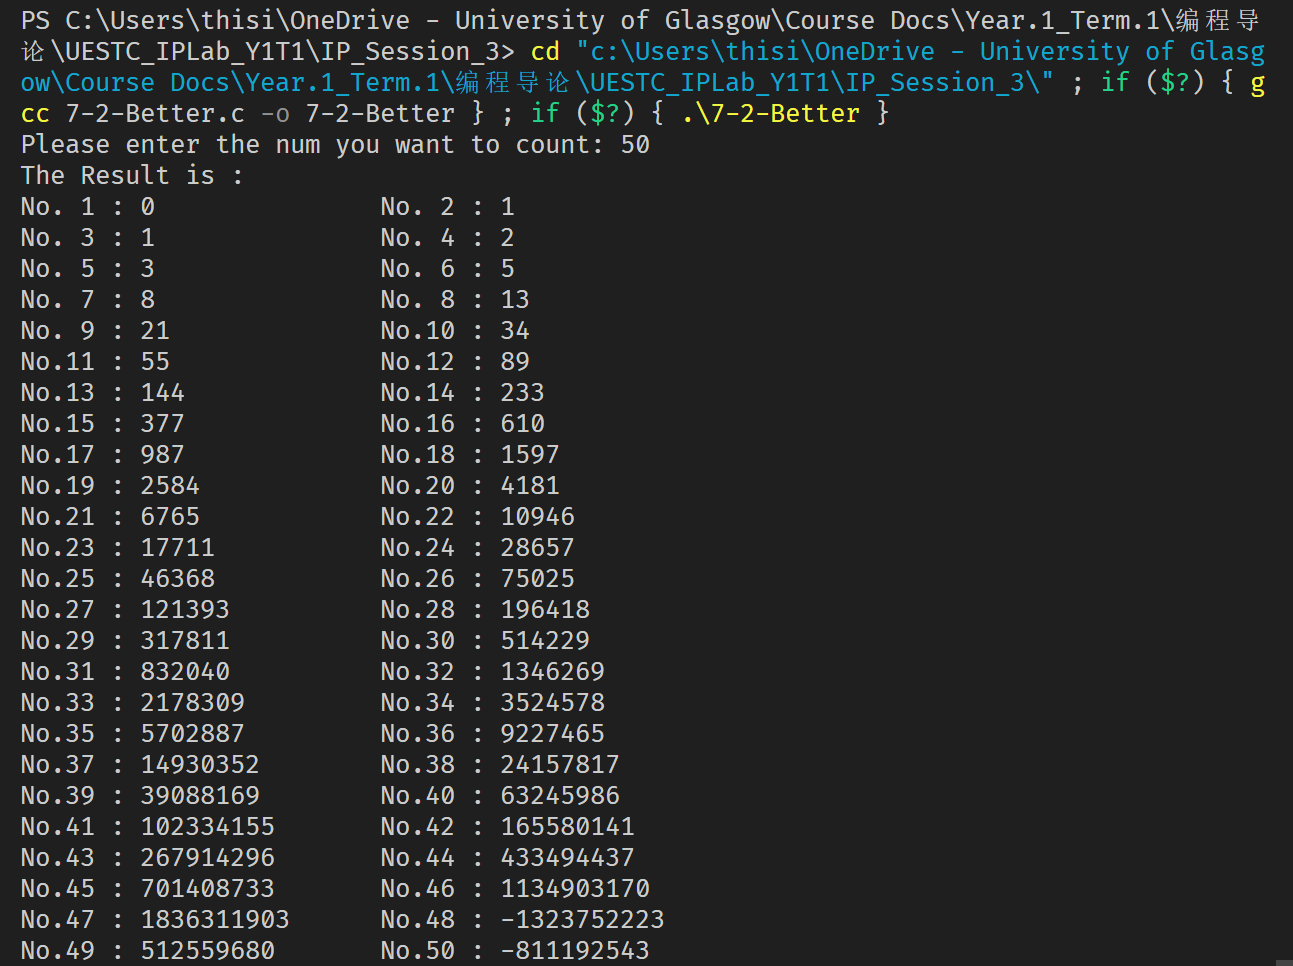 PS C:\Users\thisi\OneDrive - University of Glasgow\Course Docs\Year.1_Term.1\编程导
论\UESTC_IPLab_Y1T1\IP_Session_3> cd "c:\Users\thisi\OneDrive - University of Glasg
ow\Course Docs\Year.1_Term.1\编程导论\UESTC_IPLab_Y1T1\IP_Session_3\" ; if ($?) { g
cc 7-2-Better.c -o 7-2-Better } ; if ($?) { .\7-2-Better }
Please enter the num you want to count: 50
The Result is :
No. 1 : 0               No. 2 : 1
No. 3 : 1               No. 4 : 2
No. 5 : 3               No. 6 : 5
No. 7 : 8               No. 8 : 13
No. 9 : 21              No.10 : 34
No.11 : 55              No.12 : 89
No.13 : 144             No.14 : 233
No.15 : 377             No.16 : 610
No.17 : 987             No.18 : 1597
No.19 : 2584            No.20 : 4181
No.21 : 6765            No.22 : 10946
No.23 : 17711           No.24 : 28657
No.25 : 46368           No.26 : 75025
No.27 : 121393          No.28 : 196418
No.29 : 317811          No.30 : 514229
No.31 : 832040          No.32 : 1346269
No.33 : 2178309         No.34 : 3524578
No.35 : 5702887         No.36 : 9227465
No.37 : 14930352        No.38 : 24157817
No.39 : 39088169        No.40 : 63245986
No.41 : 102334155       No.42 : 165580141
No.43 : 267914296       No.44 : 433494437
No.45 : 701408733       No.46 : 1134903170
No.47 : 1836311903      No.48 : -1323752223
No.49 : 512559680       No.50 : -811192543